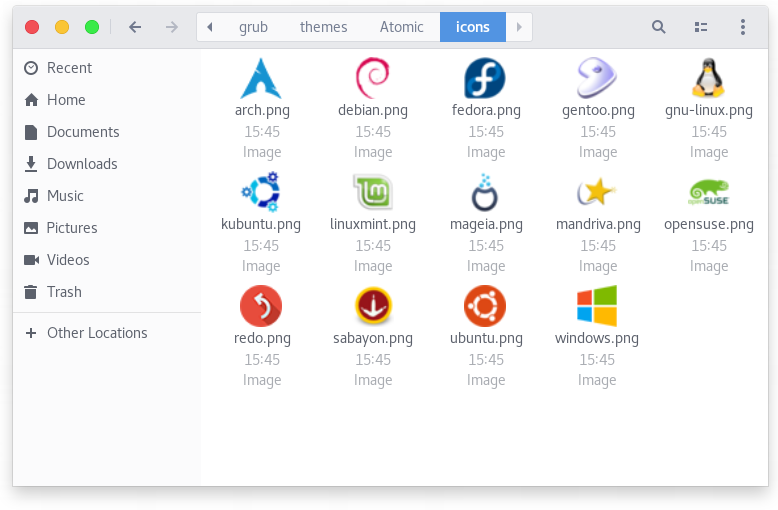 grub themes Atomic icons
Recent
Home
Documents
Downloads
Music
Pictures
Videos
Trash
Other Locations
arch.png debian.png fedora.png gentoo.png gnu-linux.png
15:45 15:45 15:45 15:45 15:45
Image Image Image Image Image
lm openSUSE
kubuntu.png linuxmint.png mageia.png mandriva.png opensuse.png
15:45 15:45 15:45 15:45 15:45
Image Image Image Image Image
redo.png sabayon.png ubuntu.png windows.png
15:45 15:45 15:45 15:45
Image Image Image Image